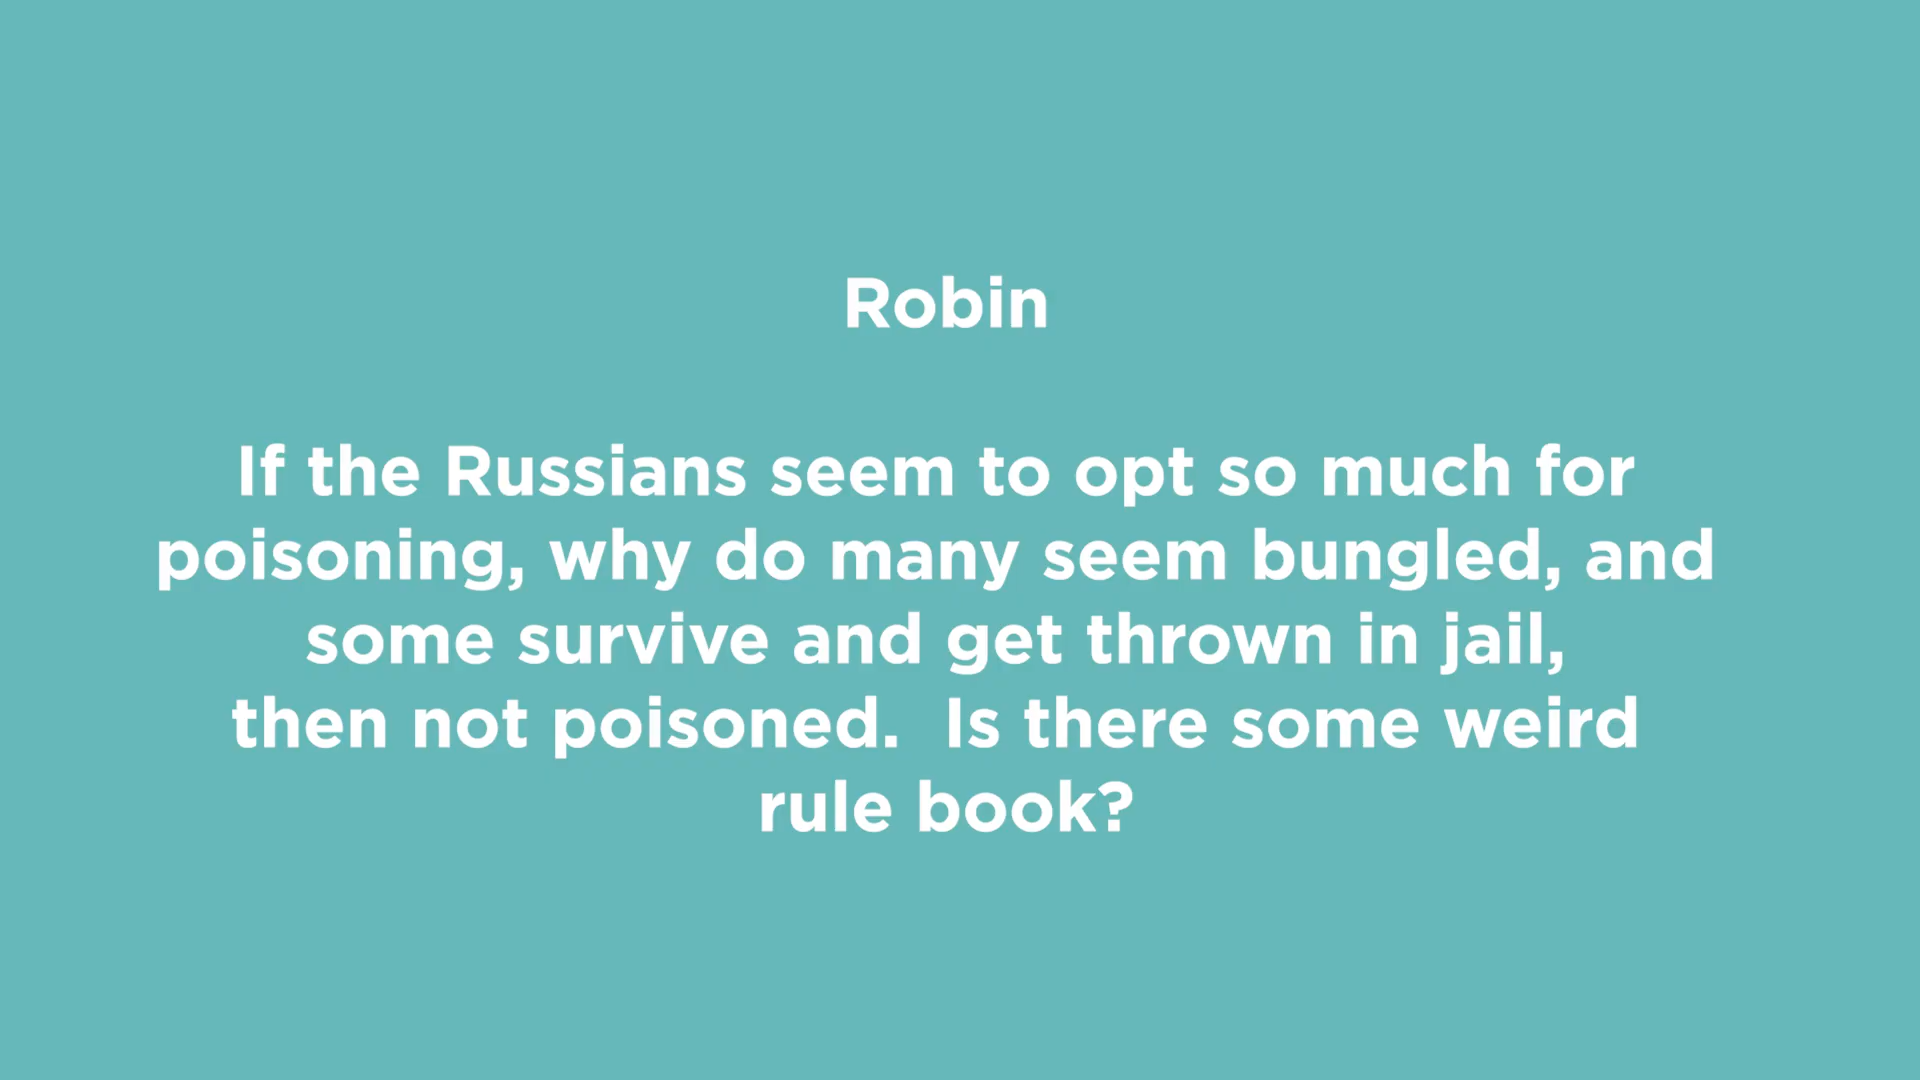 Robin
If the Russians seem to opt so much for
poisoning, why do many seem bungled, and
some survive and get thrown in jail,
then not poisoned.  Is there some weird
rule book?